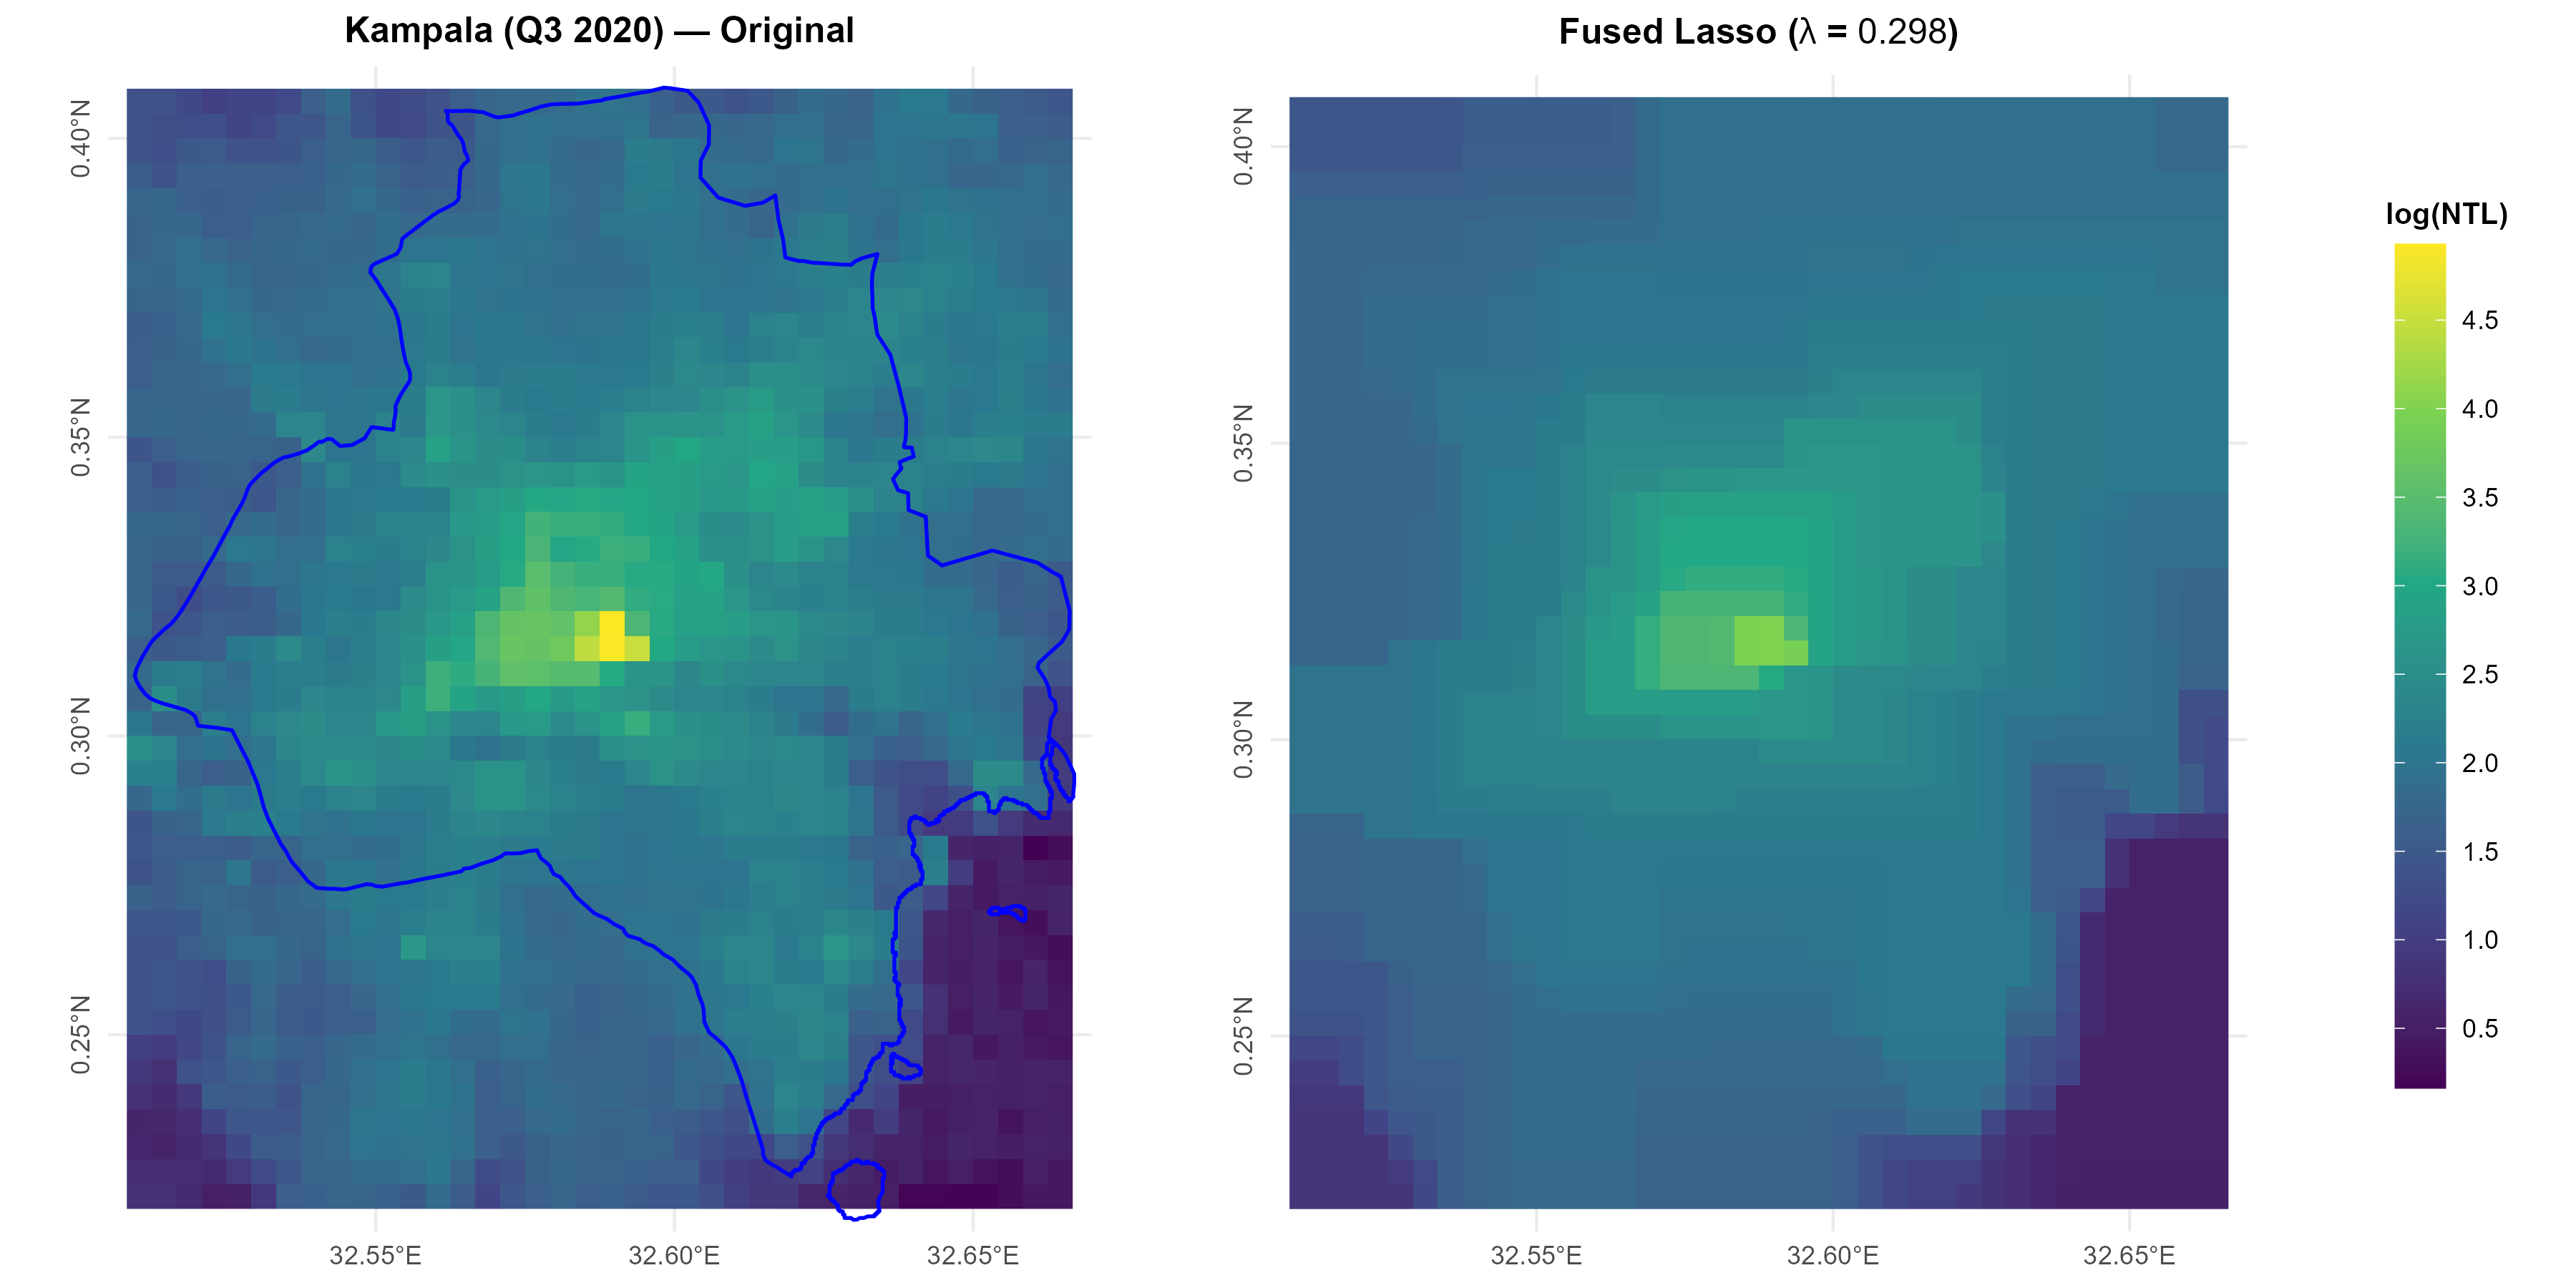 Kampala (Q3 2020) — Original
0.40°N
0.35°N
0.30°N
0.25°N
32.55°E 32.60°E 32.65°E
Fused Lasso (λ = 0.298)
0.40°N
0.35°N
0.30°N
0.25°N
32.55°E 32.60°E 32.65°E
log(NTL)
4.5
4.0
3.5
3.0
2.5
2.0
1.5
1.0
0.5